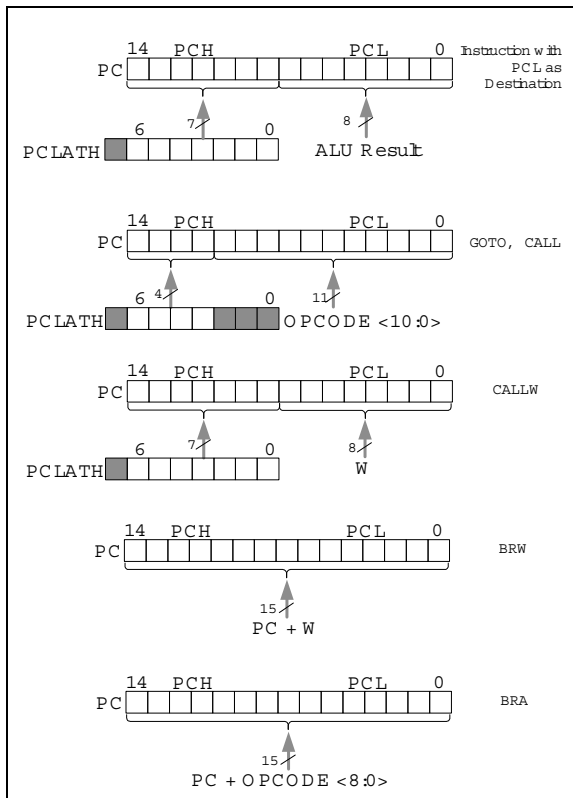 14 PCH PCL 0
PC
Instruction with
PCL as
Destination
7 8
6 0
PCLATH
ALU Result
14 PCH PCL 0
PC
GOTO, CALL
4 11
6 0
PCLATH
OPCODE <10:0>
14 PCH PCL 0
PC
CALLW
7 8
6 0
PCLATH
W
14 PCH PCL 0
PC
BRW
15
PC + W
14 PCH PCL 0
PC
BRA
15
PC + OPCODE <8:0>